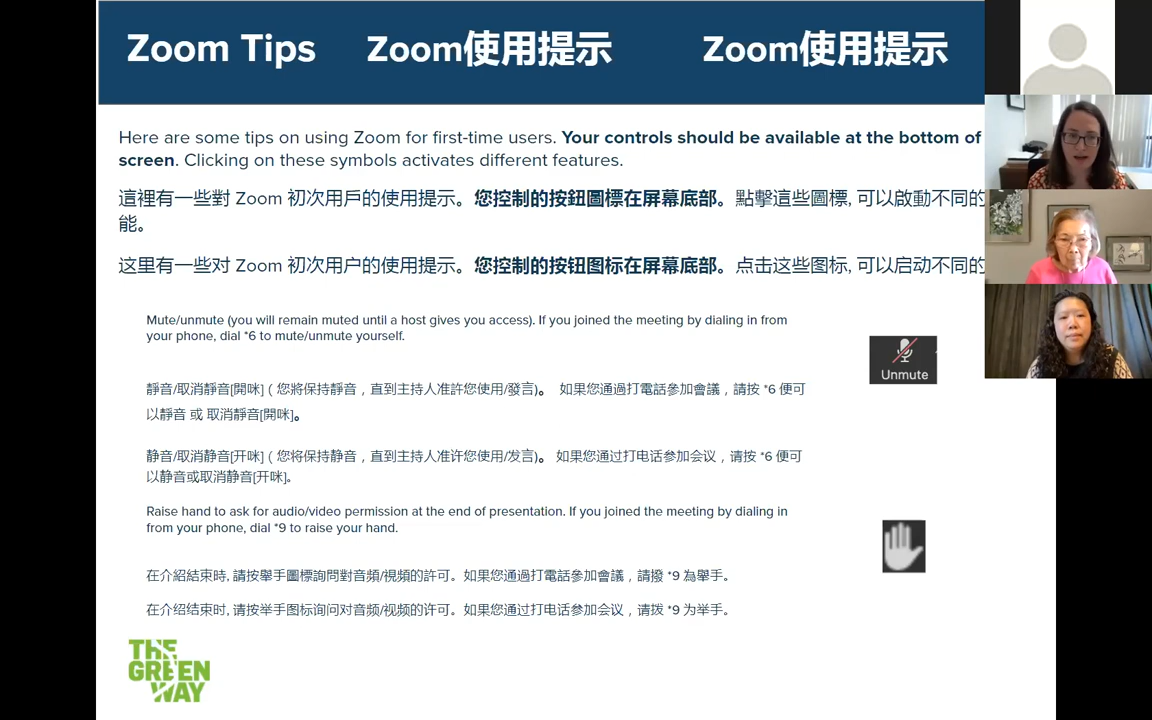 Zoom Tips Zoom使用提示 Zoom使用提示
Here are some tips on using Zoom for first-time users. Your controls should be available at the bottom of
screen. Clicking on these symbols activates different features.
這裡有一些對 Zoom 初次用戶的使用提示。您控制的按鈕圖標在屏幕底部。點擊這些圖標, 可以啟動不同的
能。
这里有一些对 Zoom 初次用户的使用提示。您控制的按钮图标在屏幕底部。点击这些图标, 可以启动不同的
Mute/unmute (you will remain muted until a host gives you access). If you joined the meeting by dialing in from
your phone, dial *6 to mute/unmute yourself.
Unmute
靜音/取消靜音[開咪] ( 您將保持靜音，直到主持人准許您使用/發言)。 如果您通過打電話參加會議，請按 *6 便可
以靜音 或 取消靜音[開咪]。
静音/取消静音[开咪] ( 您将保持静音，直到主持人准许您使用/发言)。 如果您通过打电话参加会议，请按 *6 便可
以静音或取消静音[开咪]。
Raise hand to ask for audio/video permission at the end of presentation. If you joined the meeting by dialing in
from your phone, dial *9 to raise your hand.
在介紹結束時, 請按舉手圖標詢問對音頻/視頻的許可。如果您通過打電話參加會議，請撥 *9 為舉手。
在介绍结束时, 请按举手图标询问对音频/视频的许可。如果您通过打电话参加会议，请拨 *9 为举手。
THE
GREEN
WAY